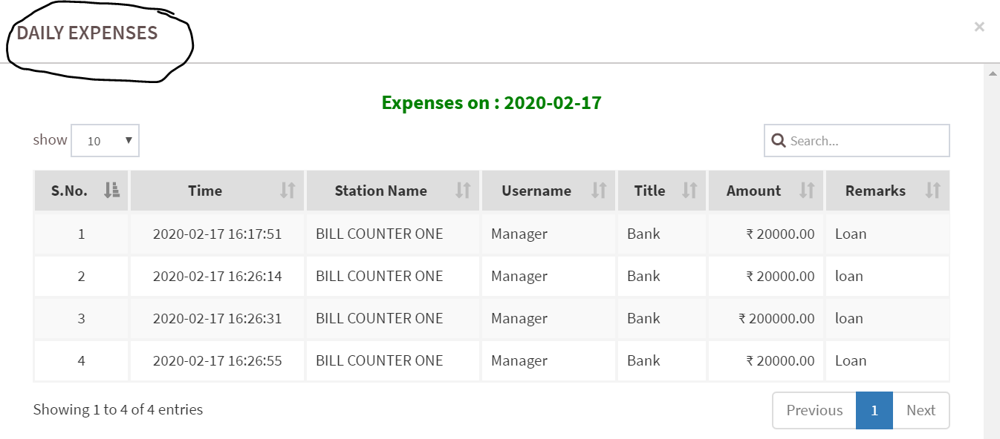 DAILY EXPENSES ×
Expenses on : 2020-02-17
show 10 Search...
S.No. Time Station Name Username Title Amount Remarks
1 2020-02-17 16:17:51 BILL COUNTER ONE Manager Bank ₹ 20000.00 Loan
2 2020-02-17 16:26:14 BILL COUNTER ONE Manager Bank ₹ 20000.00 loan
3 2020-02-17 16:26:31 BILL COUNTER ONE Manager Bank ₹ 200000.00 loan
4 2020-02-17 16:26:55 BILL COUNTER ONE Manager Bank ₹ 20000.00 Loan
Showing 1 to 4 of 4 entries Previous 1 Next